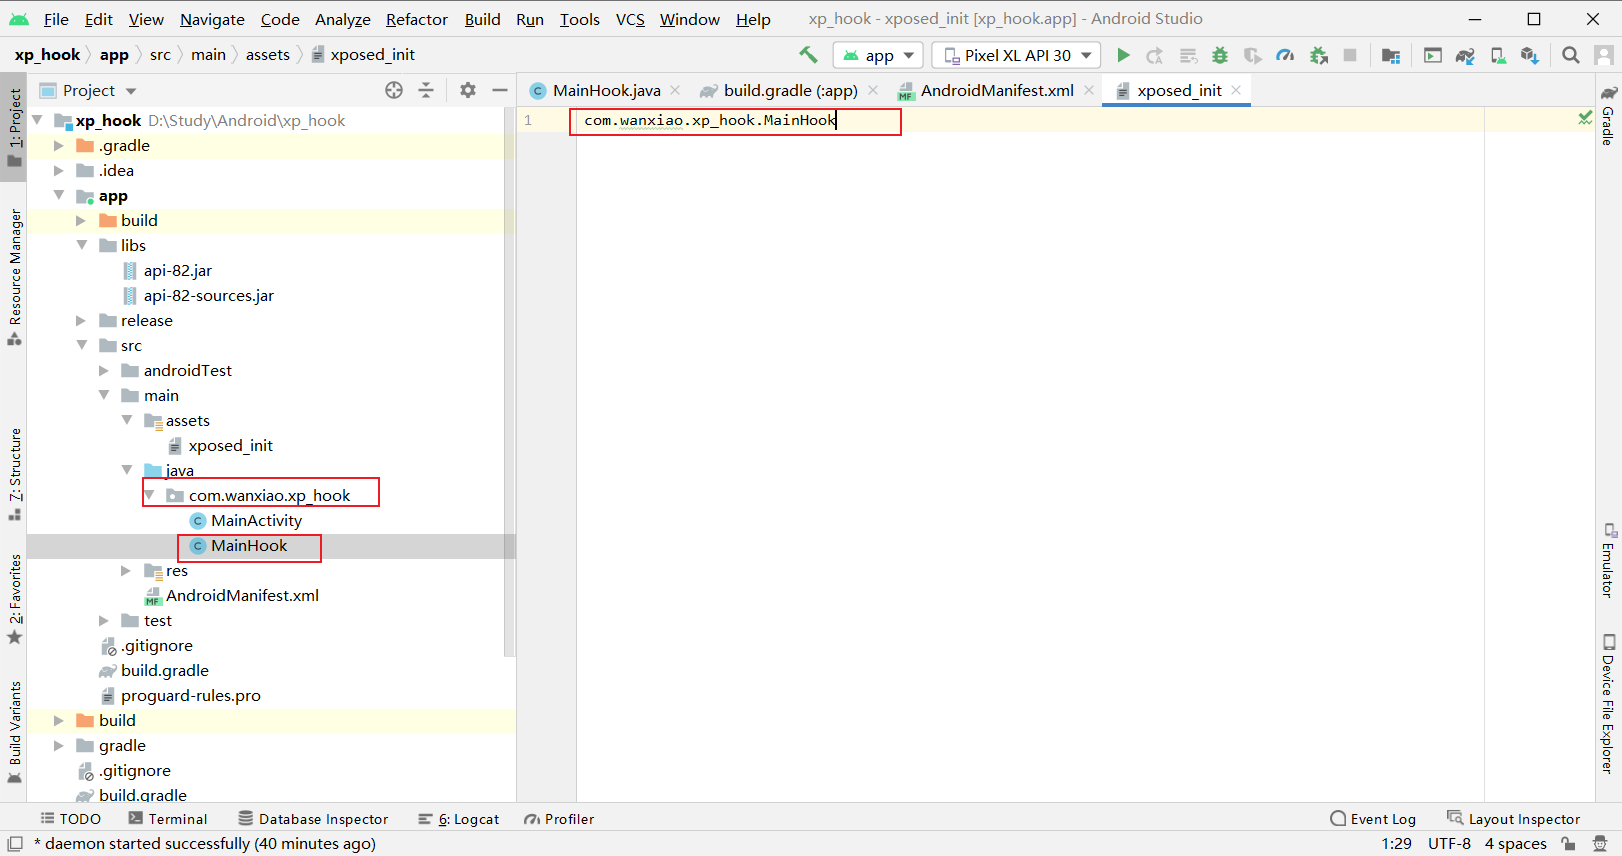 File Edit View Navigate Code Analyze Refactor Build Run Tools VCS Window Help xp_hook - xposed_init [xp_hook.app] - Android Studio
xp_hook app src main assets xposed_init app Pixel XL API 30
Project
MainHook.java build.gradle (:app) AndroidManifest.xml xposed_init
1: Project
Resource Manager
7: Structure
2: Favorites
Build Variants
xp_hook D:\Study\Android\xp_hook
.gradle
.idea
app
build
libs
api-82.jar
api-82-sources.jar
release
src
androidTest
main
assets
xposed_init
java
com.wanxiao.xp_hook
MainActivity
MainHook
res
AndroidManifest.xml
test
.gitignore
build.gradle
proguard-rules.pro
build
gradle
.gitignore
build.gradle
1 com.wanxiao.xp_hook.MainHook
Gradle
Emulator
Device File Explorer
TODO Terminal Database Inspector 6: Logcat Profiler Event Log Layout Inspector
* daemon started successfully (40 minutes ago) 1:29 UTF-8 4 spaces